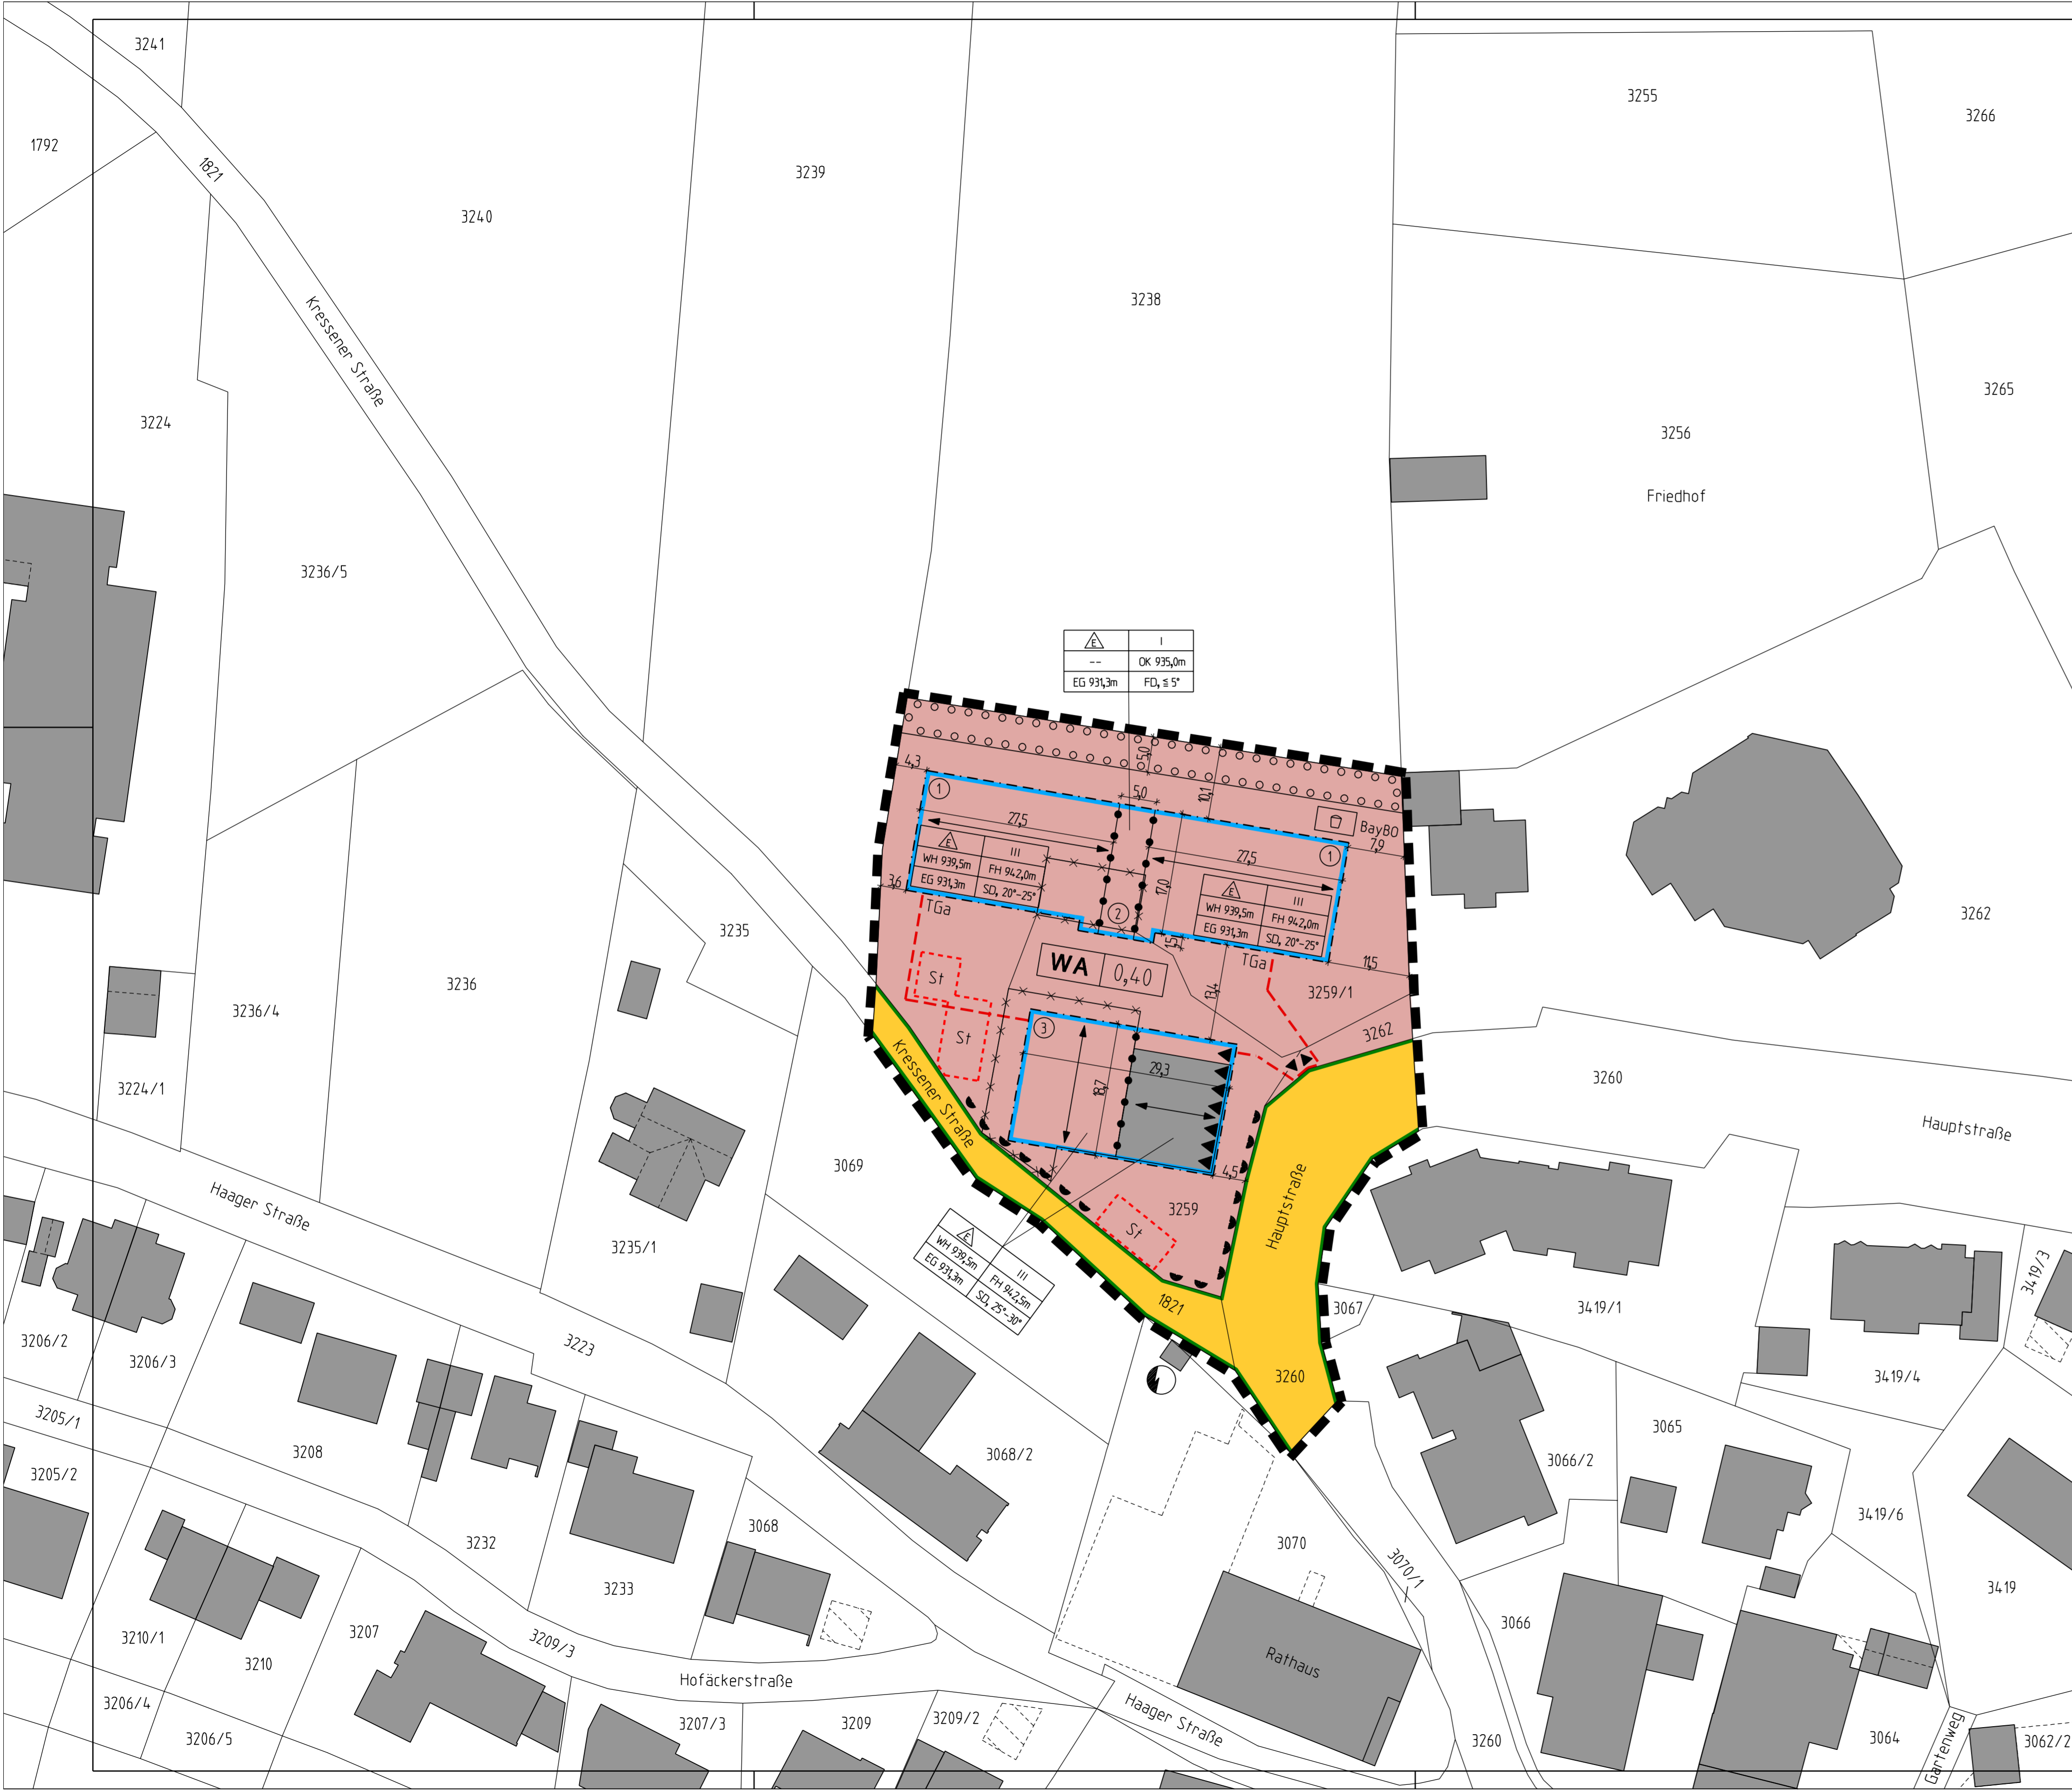 3241
3255
3266
1792
1821
3239
3240
3238
Kressener Straße
3265
3224
3256
Friedhof
3236/5
E I
-- OK 935,0m
EG 931,3m FD, ≦ 5°
4,3
5,0
5,0
10,1
1
27,5
BayBO
7,9
E III
WH 939,5m FH 942,0m
EG 931,3m SD, 20°-25°
27,5
1
3,6
17,0
E III
WH 939,5m FH 942,0m
EG 931,3m SD, 20°-25°
TGa
2
1,5
3262
3235
WA 0,40
TGa
11,5
St
13,4
3259/1
3236
3236/4
St
3
3262
Kressener Straße
29,3
18,7
3224/1
3260
Hauptstraße
3069
4,5
Haager Straße
3259
Hauptstraße
St
3235/1
E III
WH 939,5m FH 942,5m
EG 931,3m SD, 25°-30°
1821
3067
3419/1
3419/3
3206/2
3206/3
3223
3260
3419/4
3205/1
3208
3068/2
3065
3066/2
3205/2
3068
3419/6
3232
3070
3070/1
3233
3419
3066
3210/1
3207
3209/3
3210
Rathaus
Hofäckerstraße
3206/4
3207/3
3209
3209/2
Haager Straße
3206/5
3260
3064
Gartenweg
3062/2